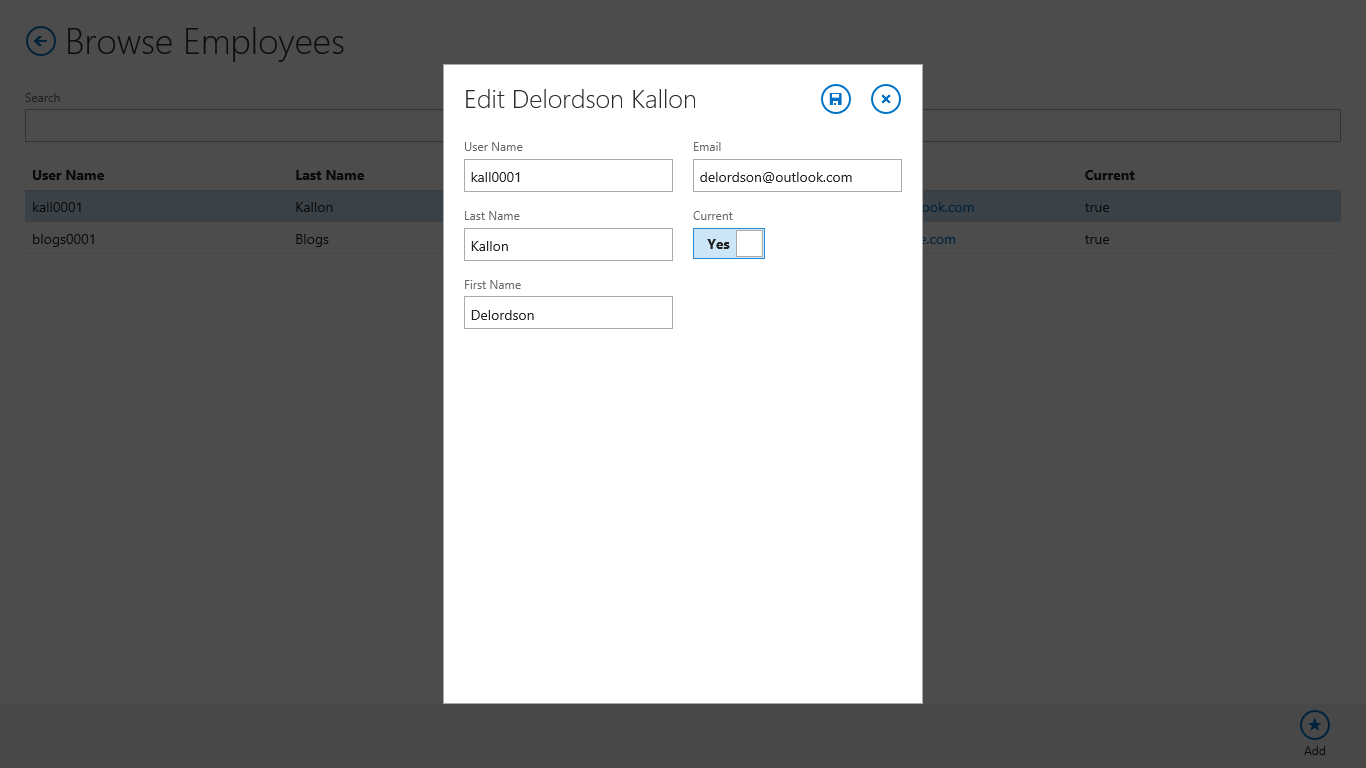 Browse Employees
Search
User Name Last Name Current
kall0001 Kallon ook.com true
blogs0001 Blogs e.com true
Edit Delordson Kallon
User Name Email
kall0001 delordson@outlook.com
Last Name Current
Kallon Yes
First Name
Delordson
Add